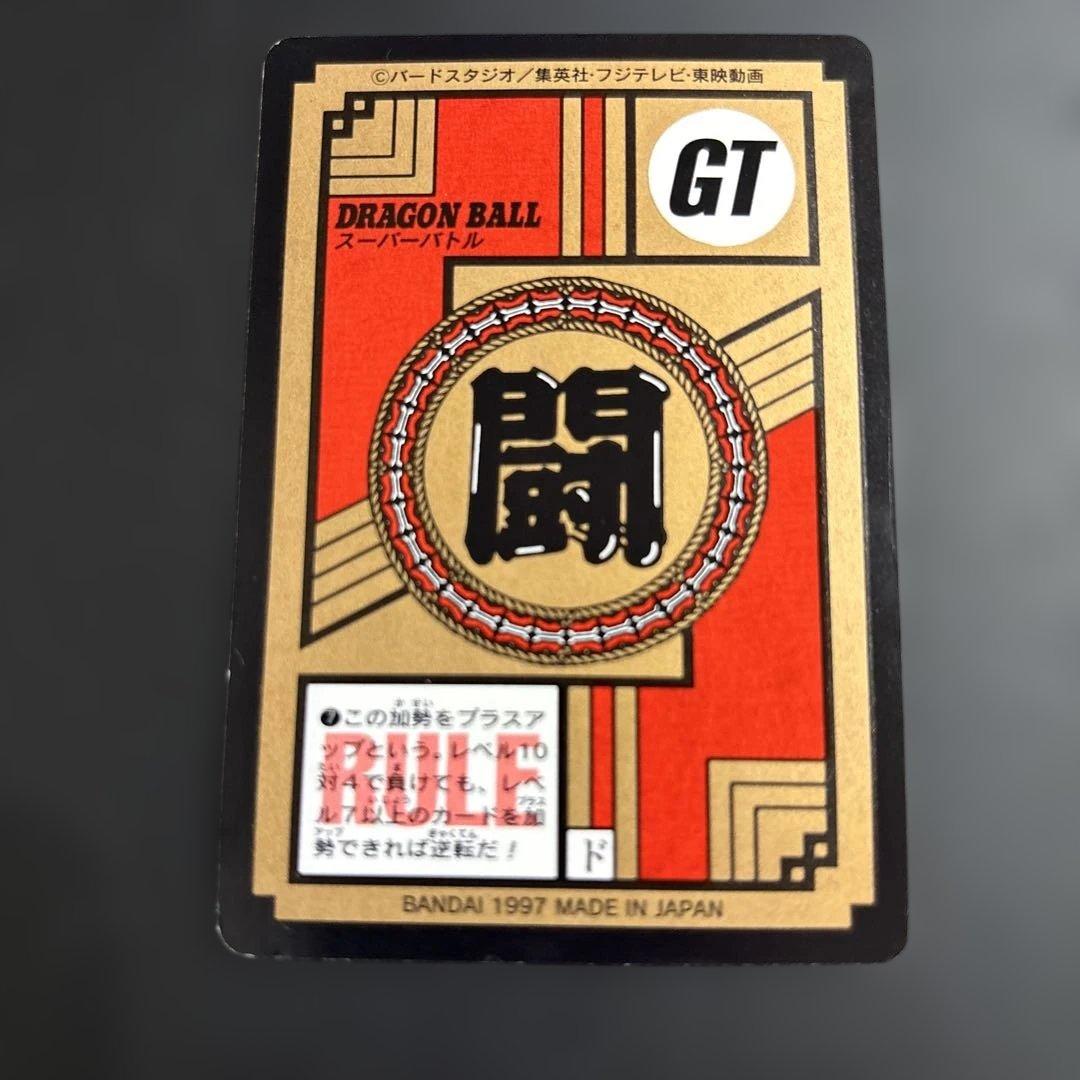 ©バードスタジオ／集英社・フジテレビ・東映動画
GT
DRAGON BALL
スーパーバトル
闘
RULE
❼この加勢をプラスア
ップという。レベル10
対4で負けても、レベ
ル7以上のカードを加
勢できれば逆転だ！
ド
BANDAI 1997 MADE IN JAPAN